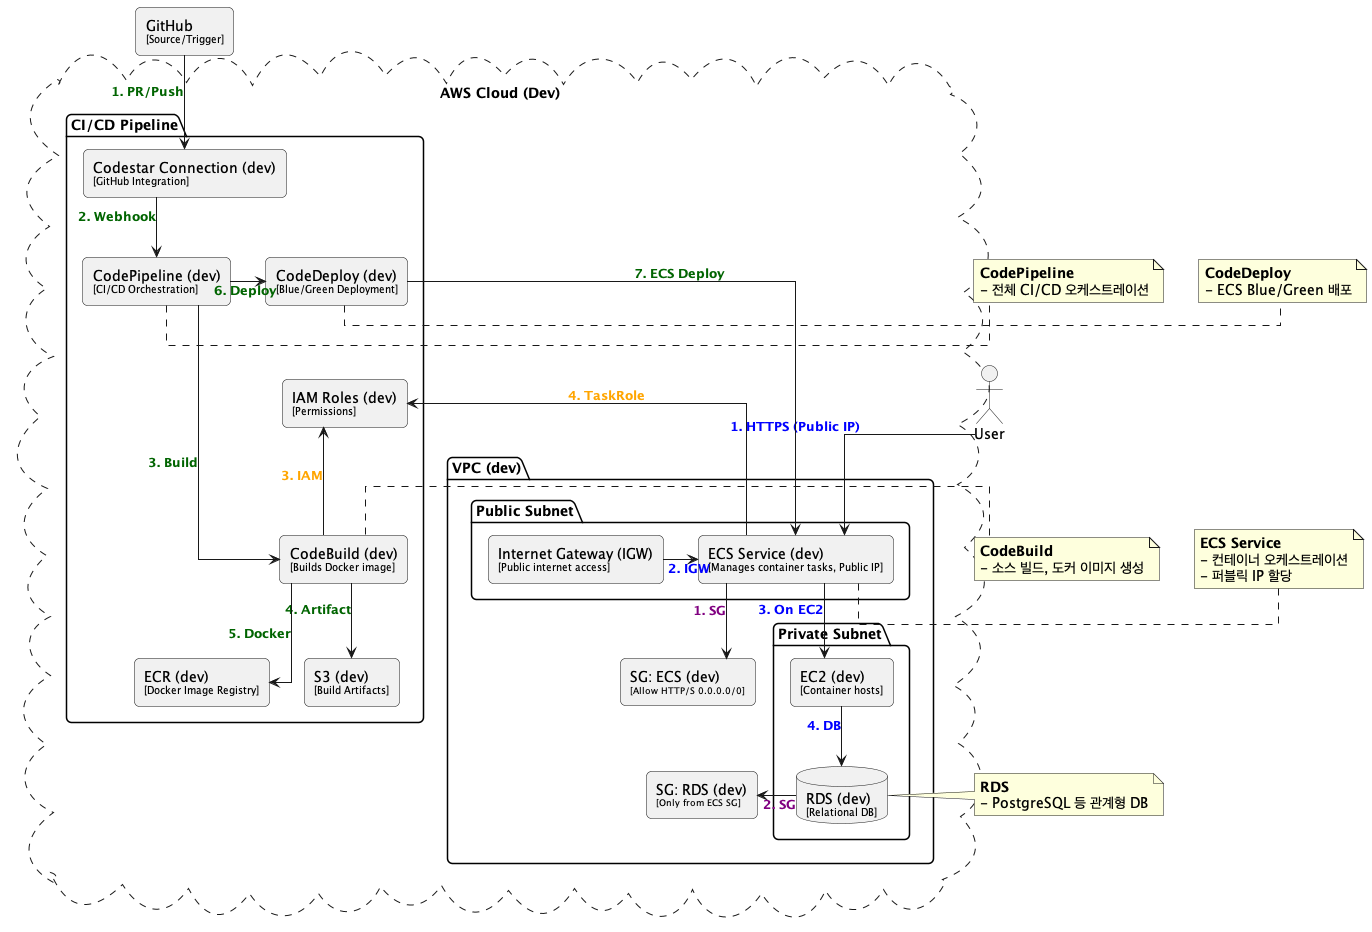 GitHub
[Source/Trigger]
1. PR/Push
AWS Cloud (Dev)
CI/CD Pipeline
Codestar Connection (dev)
[GitHub Integration]
2. Webhook
CodePipeline (dev)
[CI/CD Orchestration]
6. Deploy
CodeDeploy (dev)
[Blue/Green Deployment]
7. ECS Deploy
CodePipeline
- 전체 CI/CD 오케스트레이션
CodeDeploy
- ECS Blue/Green 배포
IAM Roles (dev)
[Permissions]
4. TaskRole
1. HTTPS (Public IP)
User
3. Build
3. IAM
VPC (dev)
Public Subnet
CodeBuild (dev)
[Builds Docker image]
Internet Gateway (IGW)
[Public internet access]
2. IGW
ECS Service (dev)
[Manages container tasks, Public IP]
CodeBuild
- 소스 빌드, 도커 이미지 생성
ECS Service
- 컨테이너 오케스트레이션
- 퍼블릭 IP 할당
4. Artifact
5. Docker
1. SG
3. On EC2
Private Subnet
ECR (dev)
[Docker Image Registry]
S3 (dev)
[Build Artifacts]
SG: ECS (dev)
[Allow HTTP/S 0.0.0.0/0]
EC2 (dev)
[Container hosts]
4. DB
SG: RDS (dev)
[Only from ECS SG]
2. SG
RDS (dev)
[Relational DB]
RDS
- PostgreSQL 등 관계형 DB